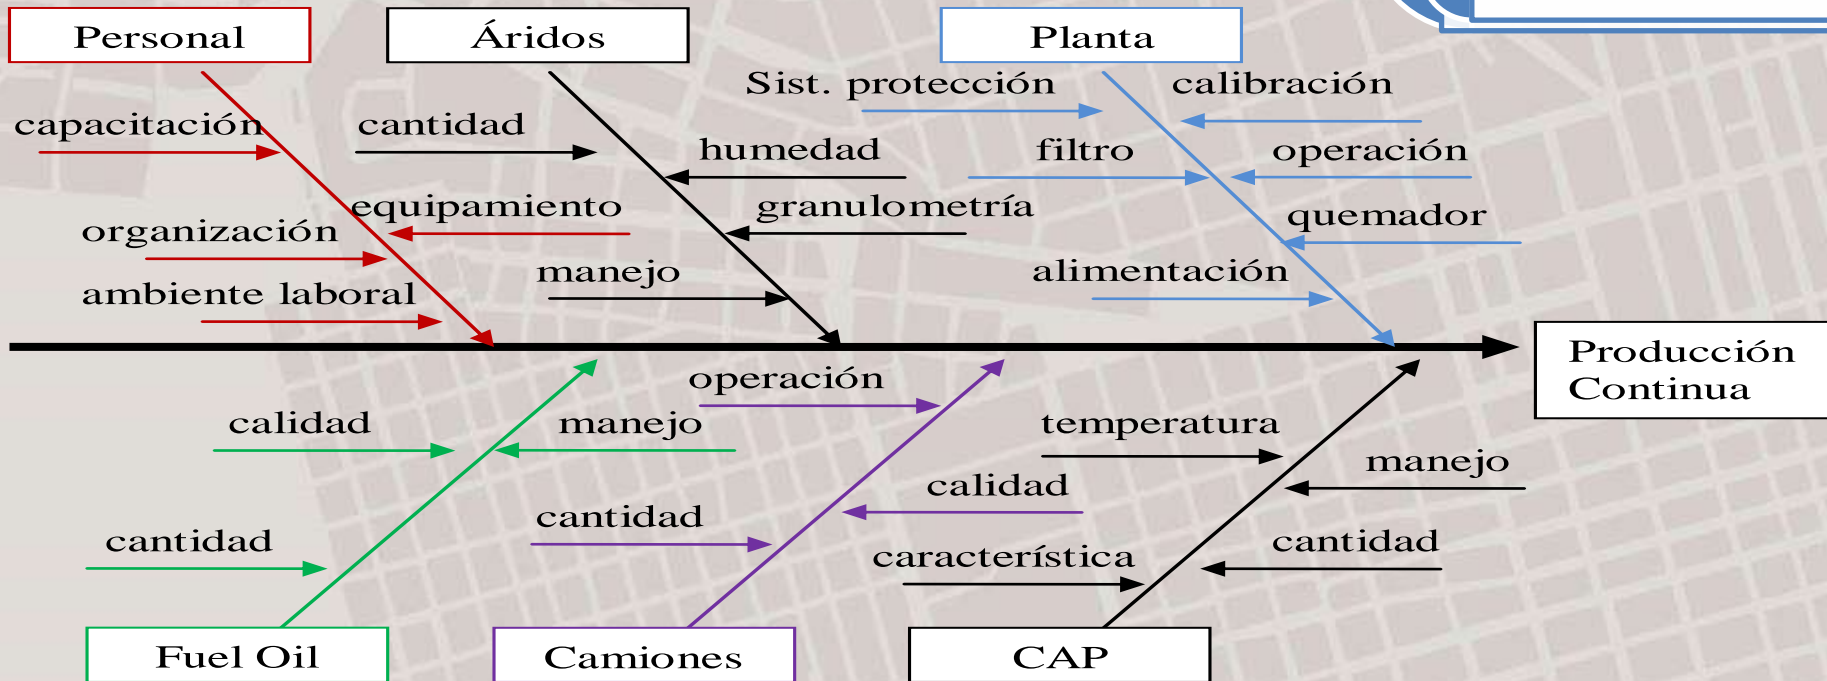 Personal
Áridos
Planta
Sist. protección
calibración
capacitación
cantidad
humedad
filtro
operación
equipamiento
granulometría
quemador
organización
manejo
alimentación
ambiente laboral
Producción
Continua
operación
calidad
manejo
temperatura
manejo
calidad
cantidad
cantidad
característica
cantidad
Fuel Oil
Camiones
CAP